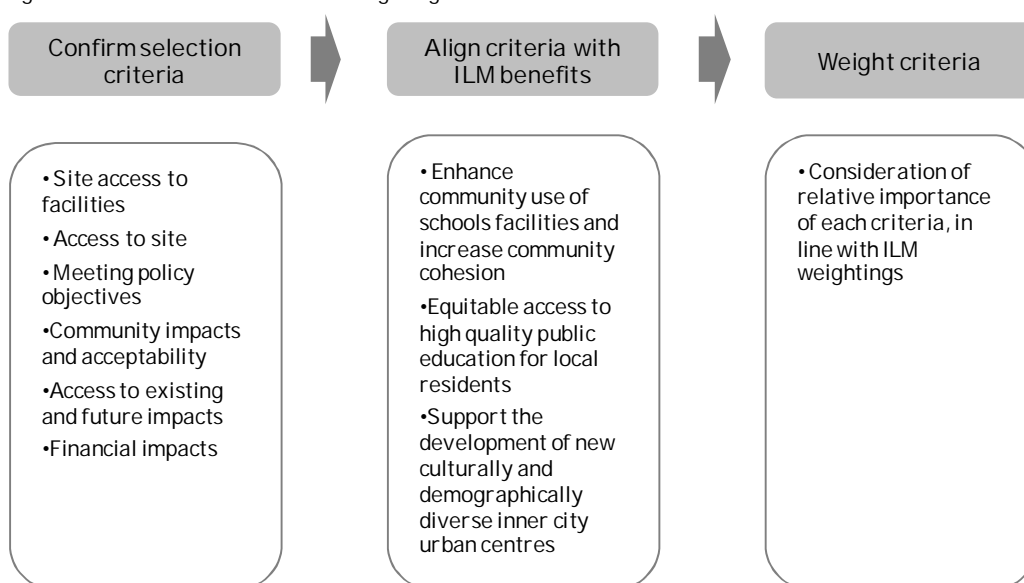 Confirm selection
criteria
Align criteria with
ILM benefits
Weight criteria
• Site access to
facilities
• Access to site
• Meeting policy
objectives
•Community impacts
and acceptability
•Access to existing
and future impacts
•Financial impacts
• Enhance
community use of
schools facilities and
increase community
cohesion
•Equitable access to
high quality public
education for local
residents
•Support the
development of new
culturally and
demographically
diverse inner city
urban centres
• Consideration of
relative importance
of each criteria, in
line with ILM
weightings